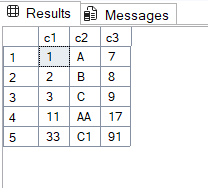 Results Messages
c1 c2 c3
1 1 A 7
2 2 B 8
3 3 C 9
4 11 AA 17
5 33 C1 91